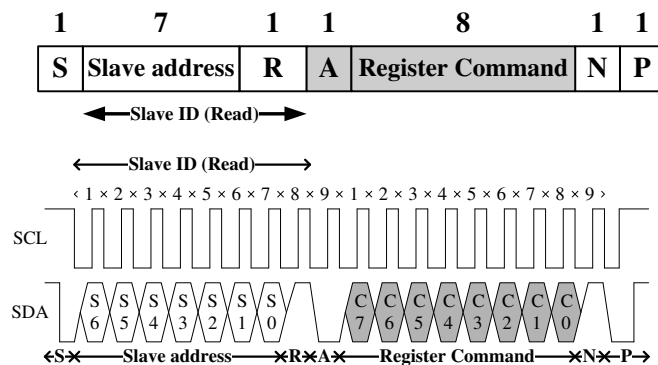 1 7 1 1 8 1 1
S Slave address R A Register Command N P
Slave ID (Read)
Slave ID (Read)
1 × 2 × 3 × 4 × 5 × 6 × 7 × 8 × 9 × 1 × 2 × 3 × 4 × 5 × 6 × 7 × 8 × 9
SCL
SDA S6 S5 S4 S3 S2 S1 S0 C7 C6 C5 C4 C3 C2 C1 C0
S Slave address R A Register Command N P